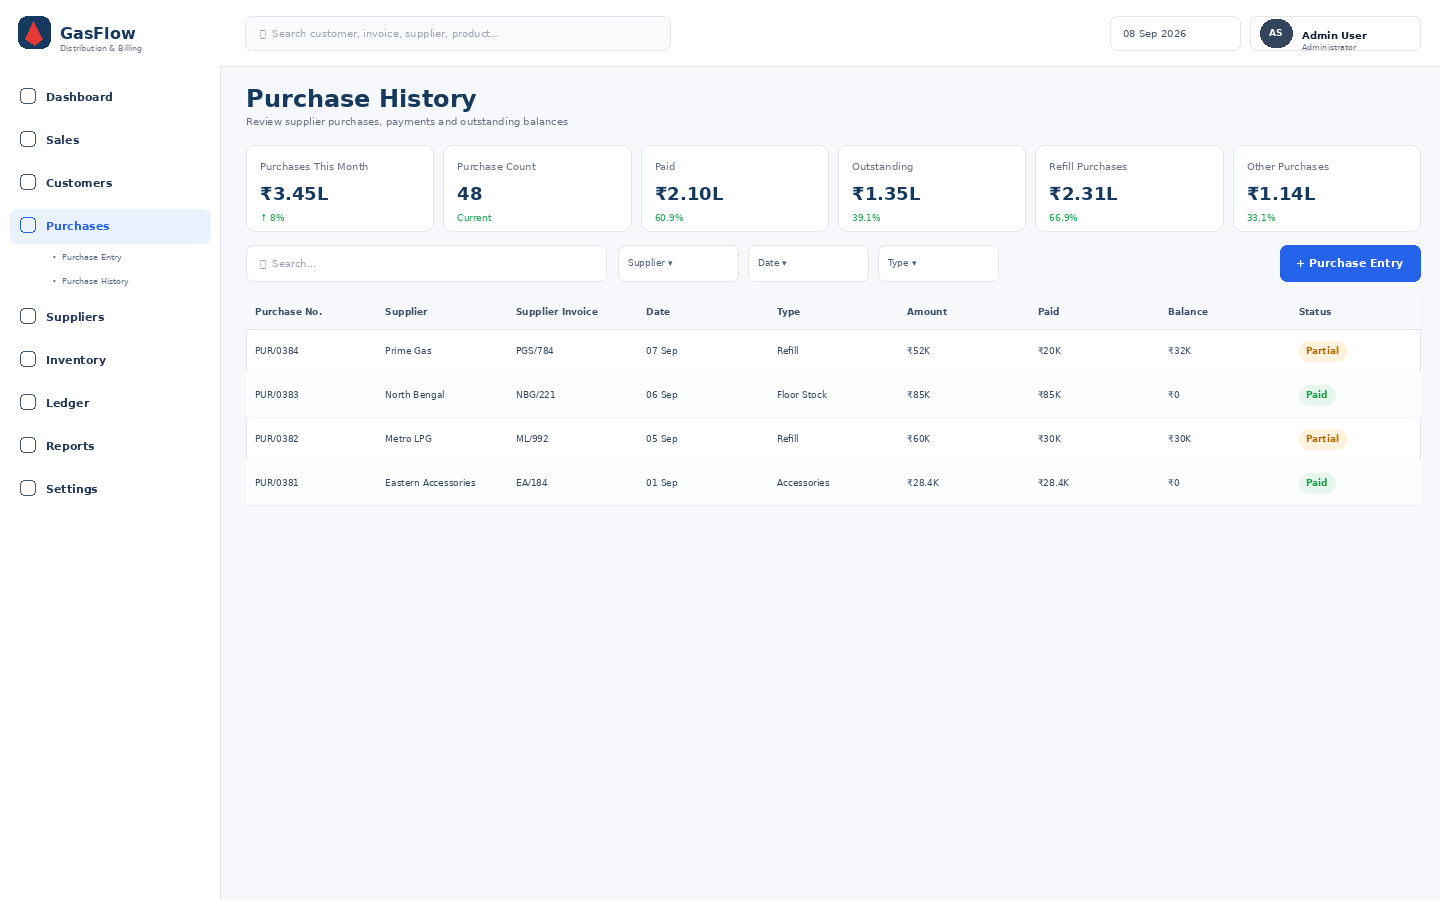 GasFlow
Distribution & Billing
Search customer, invoice, supplier, product...
08 Sep 2026
AS
Admin User
Administrator
Dashboard
Sales
Customers
Purchases
• Purchase Entry
• Purchase History
Suppliers
Inventory
Ledger
Reports
Settings
Purchase History
Review supplier purchases, payments and outstanding balances
Purchases This Month
₹3.45L
↑ 8%
Purchase Count
48
Current
Paid
₹2.10L
60.9%
Outstanding
₹1.35L
39.1%
Refill Purchases
₹2.31L
66.9%
Other Purchases
₹1.14L
33.1%
Search...
Supplier ▾
Date ▾
Type ▾
+ Purchase Entry
Purchase No. Supplier Supplier Invoice Date Type Amount Paid Balance Status
PUR/0384 Prime Gas PGS/784 07 Sep Refill ₹52K ₹20K ₹32K Partial
PUR/0383 North Bengal NBG/221 06 Sep Floor Stock ₹85K ₹85K ₹0 Paid
PUR/0382 Metro LPG ML/992 05 Sep Refill ₹60K ₹30K ₹30K Partial
PUR/0381 Eastern Accessories EA/184 01 Sep Accessories ₹28.4K ₹28.4K ₹0 Paid